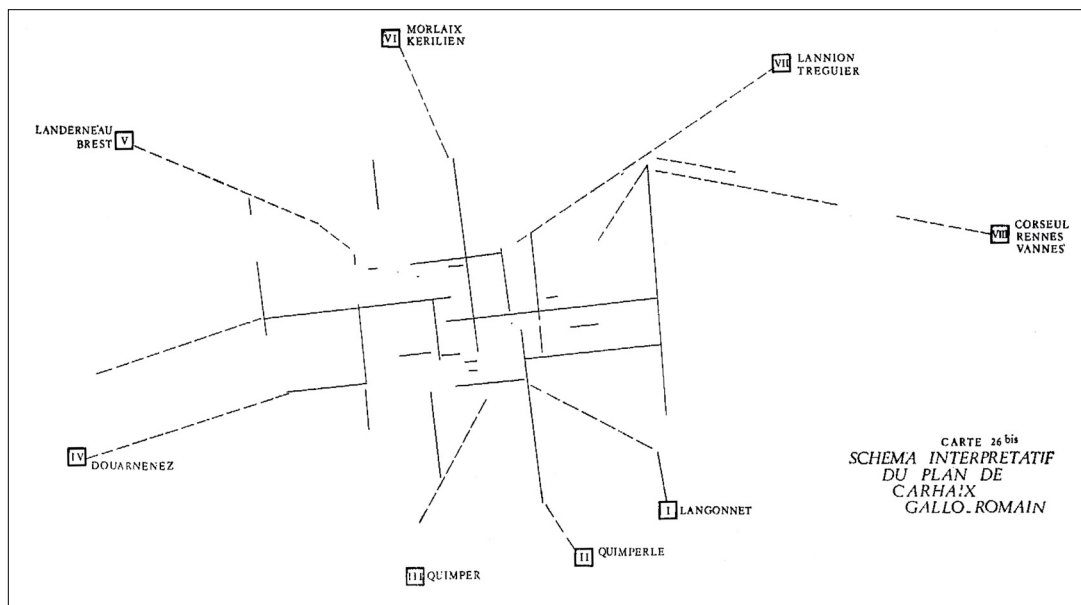 VI MORLAIX
KERILIEN
VII LANNION
TREGUIER
LANDERNEAU
BREST V
VIII CORSEUL
RENNES
VANNES
IV DOUARNENEZ
I LANGONNET
II QUIMPERLE
III QUIMPER
CARTE 26 bis
SCHEMA INTERPRETATIF
DU PLAN DE
CARHAIX
GALLO-ROMAIN